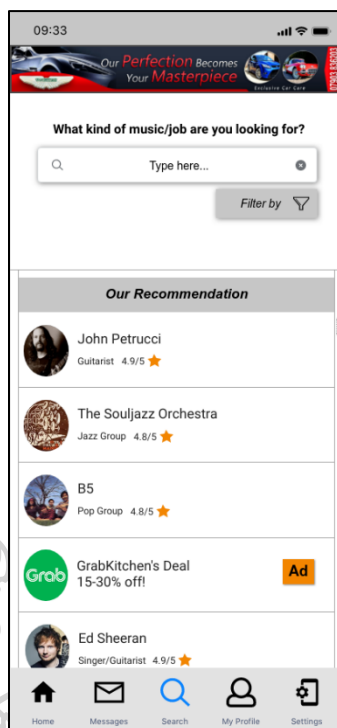 09:33
Our Perfection Becomes
Your Masterpiece
Exclusive Car Care
What kind of music/job are you looking for?
Type here...
Filter by
Our Recommendation
John Petrucci
Guitarist 4.9/5
The Souljazz Orchestra
Jazz Group 4.8/5
B5
Pop Group 4.8/5
Grab
GrabKitchen's Deal
15-30% off!
Ad
Ed Sheeran
Singer/Guitarist 4.9/5
Home
Messages
Search
My Profile
Settings